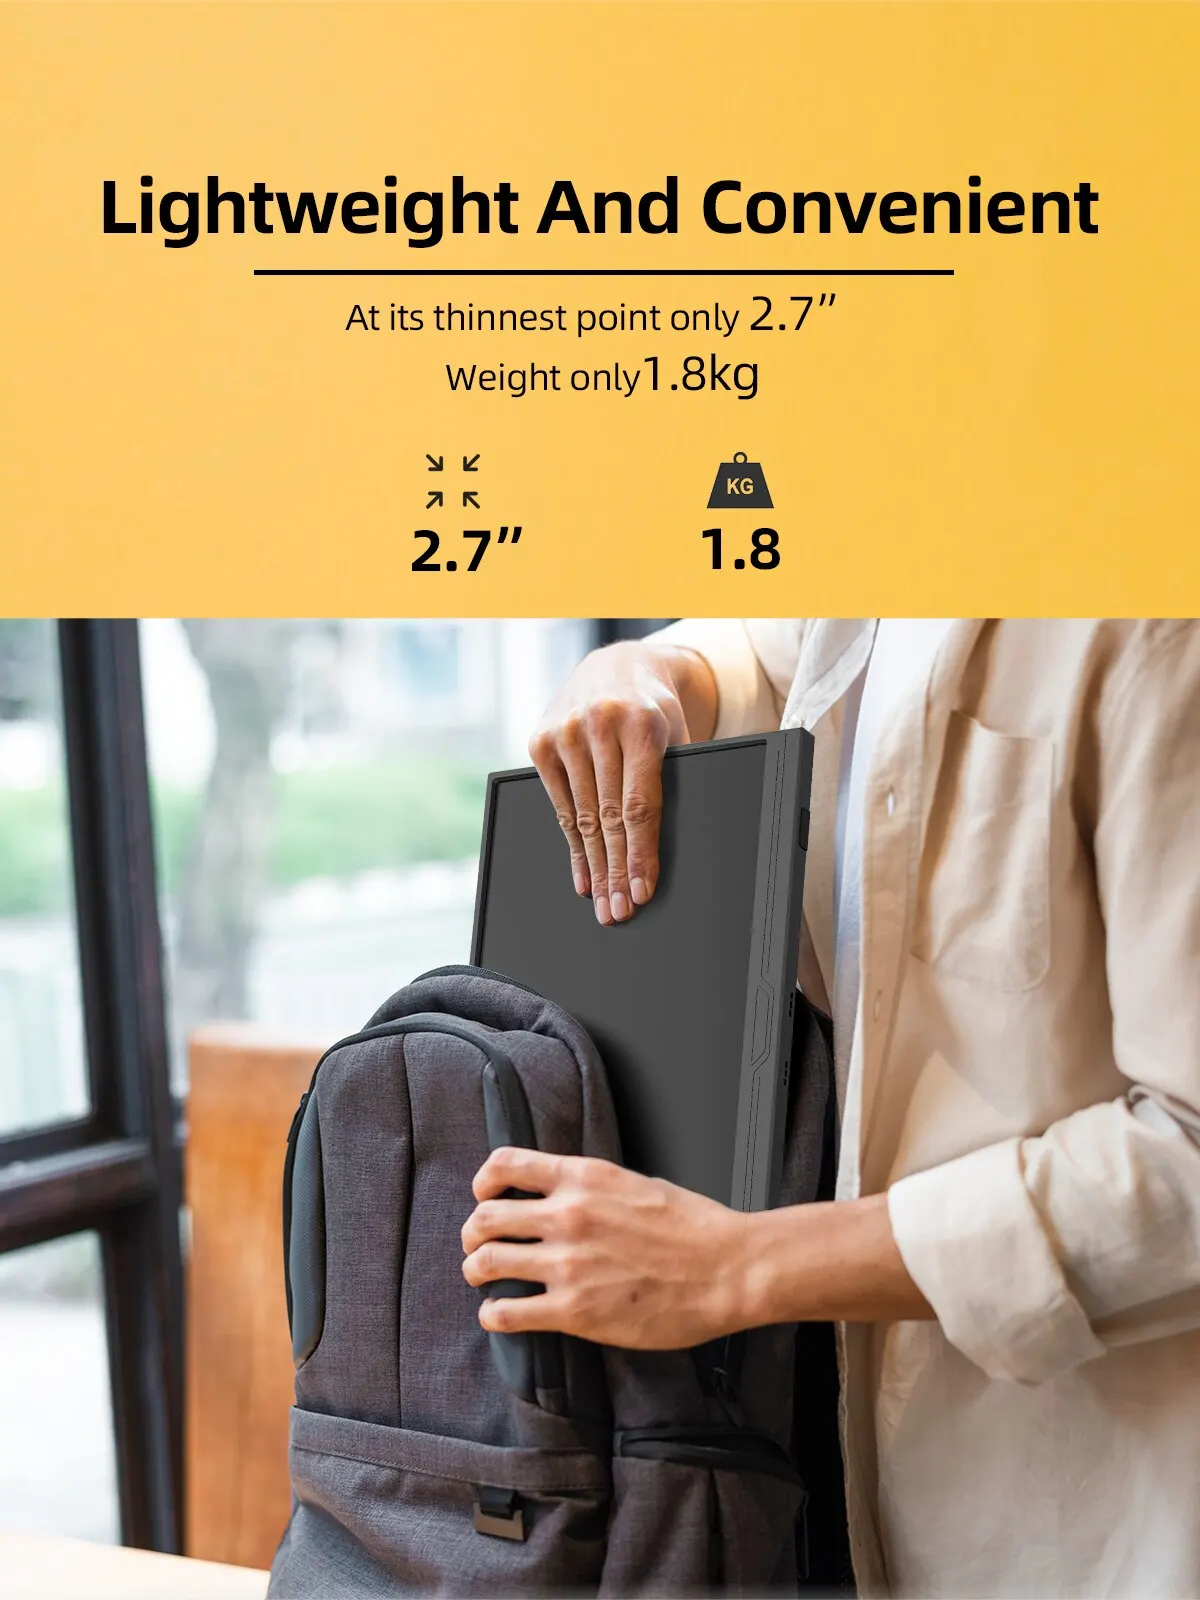 Lightweight And Convenient
At its thinnest point only 2.7”
Weight only1.8kg
KG
2.7”
1.8